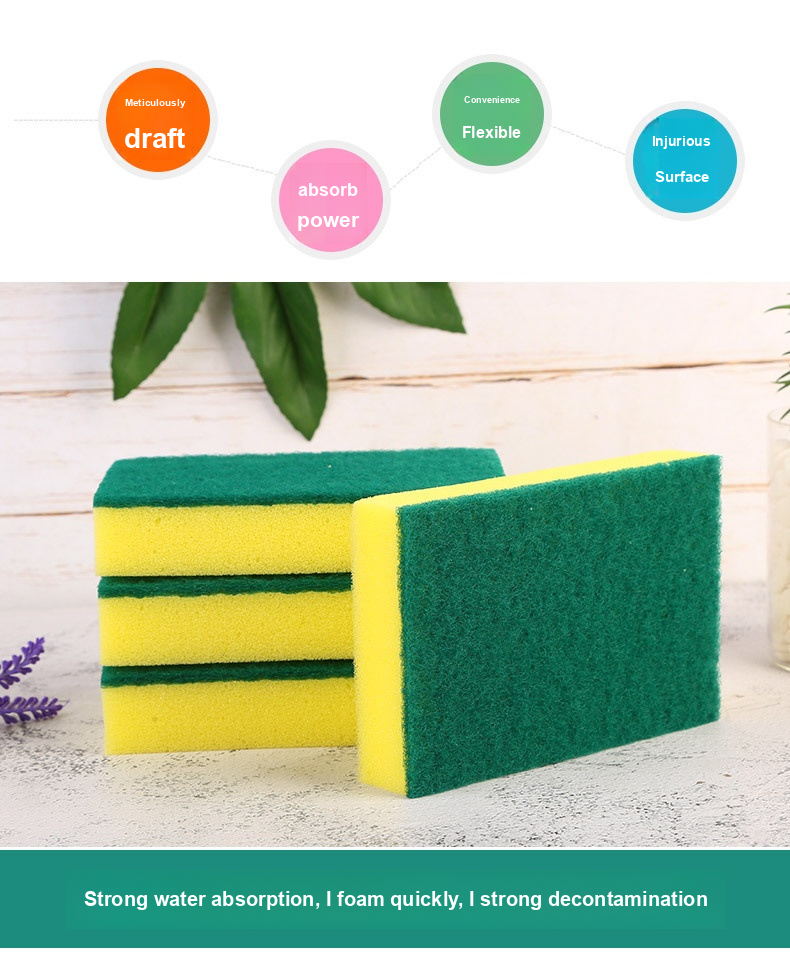 Meticulously
draft
absorb
power
Convenience
Flexible
Injurious
Surface
Strong water absorption, I foam quickly, I strong decontamination